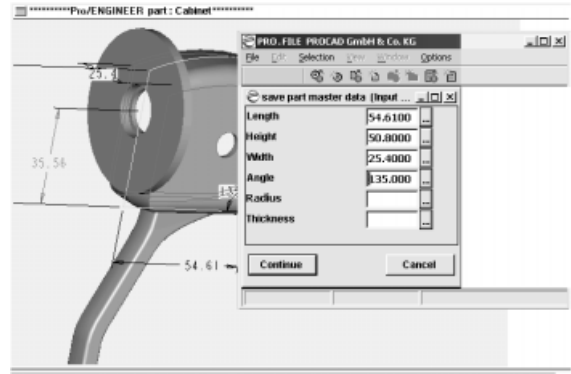 **********Pro/ENGINEER part : Cabinet**********
PRO.FILE PROCAD GmbH & Co. KG
File Edit Selection View Window Options
save part master data (Input ...
Length 54.6100 ...
Height 50.8000 ...
Width 25.4000 ...
Angle 135.000 ...
Radius ...
Thickness ...
Continue Cancel
25.4
35.56
54.61